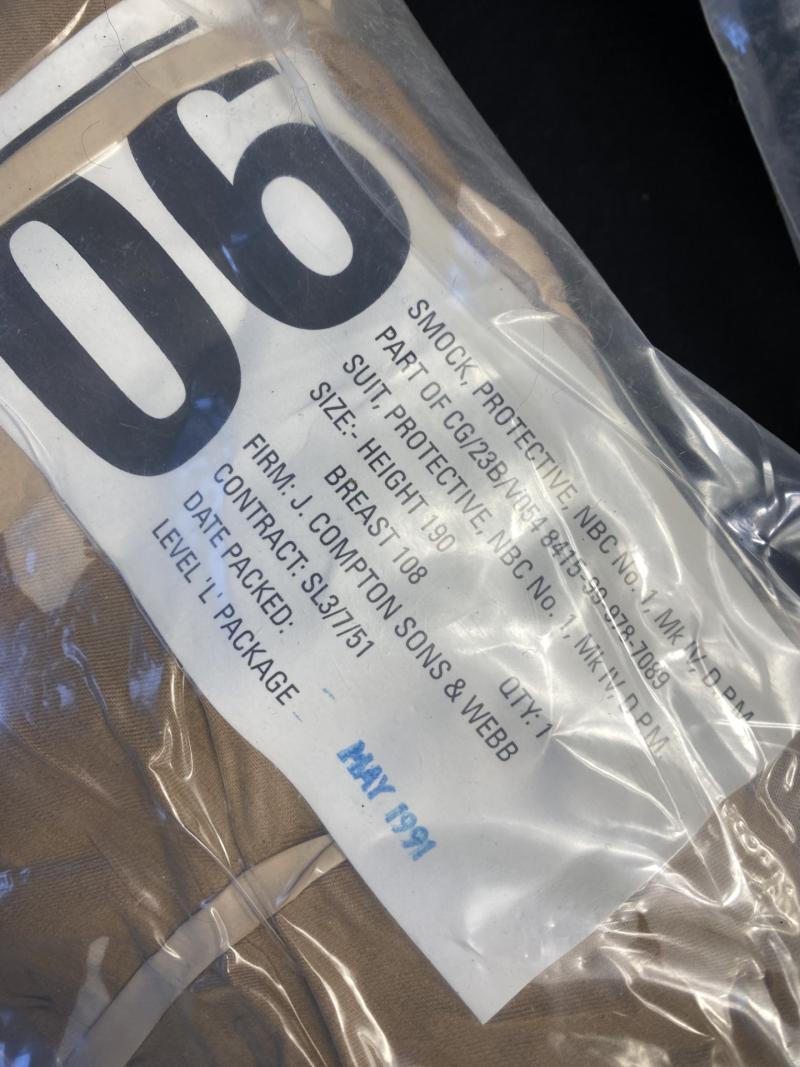 06
SMOCK, PROTECTIVE, NBC No. 1, Mk IV, D.P.M.
PART OF CG/23B/V054 8415-99-978-7089
SUIT, PROTECTIVE, NBC No. 1, Mk IV, D.P.M.
SIZE:- HEIGHT 190
BREAST 108 QTY: 1
FIRM: J. COMPTON SONS & WEBB
CONTRACT: SL3/7/51
DATE PACKED: MAY 1991
LEVEL 'L' PACKAGE